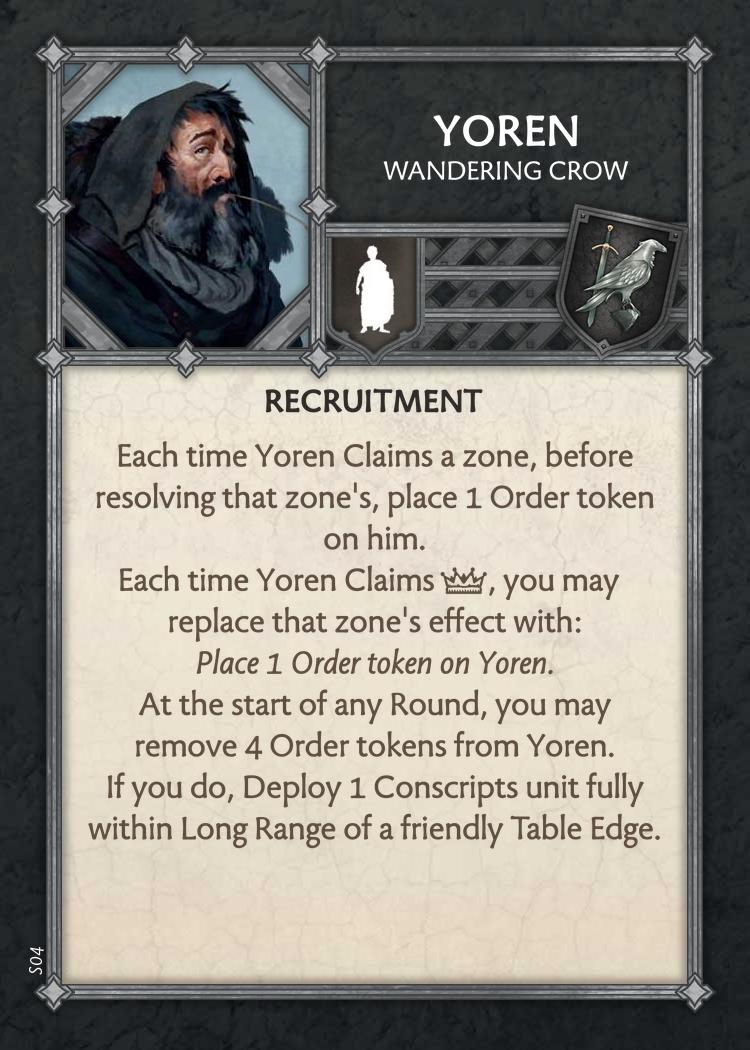 YOREN
WANDERING CROW
RECRUITMENT
Each time Yoren Claims a zone, before
resolving that zone's, place 1 Order token
on him.
Each time Yoren Claims , you may
replace that zone's effect with:
Place 1 Order token on Yoren.
At the start of any Round, you may
remove 4 Order tokens from Yoren.
If you do, Deploy 1 Conscripts unit fully
within Long Range of a friendly Table Edge.
S04